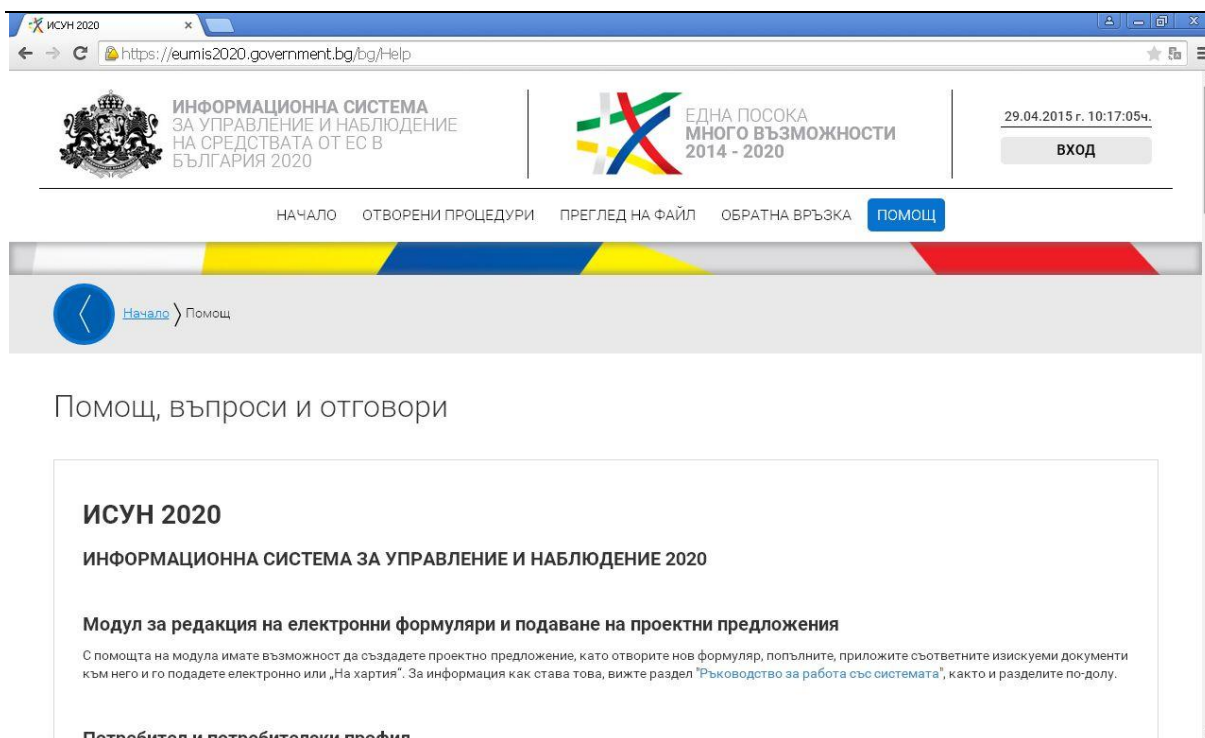 ИСУН 2020
https://eumis2020.government.bg/bg/Help
ИНФОРМАЦИОННА СИСТЕМА
ЗА УПРАВЛЕНИЕ И НАБЛЮДЕНИЕ
НА СРЕДСТВАТА ОТ ЕС В
БЪЛГАРИЯ 2020
ЕДНА ПОСОКА
МНОГО ВЪЗМОЖНОСТИ
2014 - 2020
29.04.2015 г. 10:17:05ч.
ВХОД
НАЧАЛО ОТВОРЕНИ ПРОЦЕДУРИ ПРЕГЛЕД НА ФАЙЛ ОБРАТНА ВРЪЗКА ПОМОЩ
Начало Помощ
Помощ, въпроси и отговори
ИСУН 2020
ИНФОРМАЦИОННА СИСТЕМА ЗА УПРАВЛЕНИЕ И НАБЛЮДЕНИЕ 2020
Модул за редакция на електронни формуляри и подаване на проектни предложения
С помощта на модула имате възможност да създадете проектно предложение, като отворите нов формуляр, попълните, приложите съответните изискуеми документи
към него и го подадете електронно или „На хартия“. За информация как става това, вижте раздел "Ръководство за работа със системата", както и разделите по-долу.
Потребител и потребителски профил